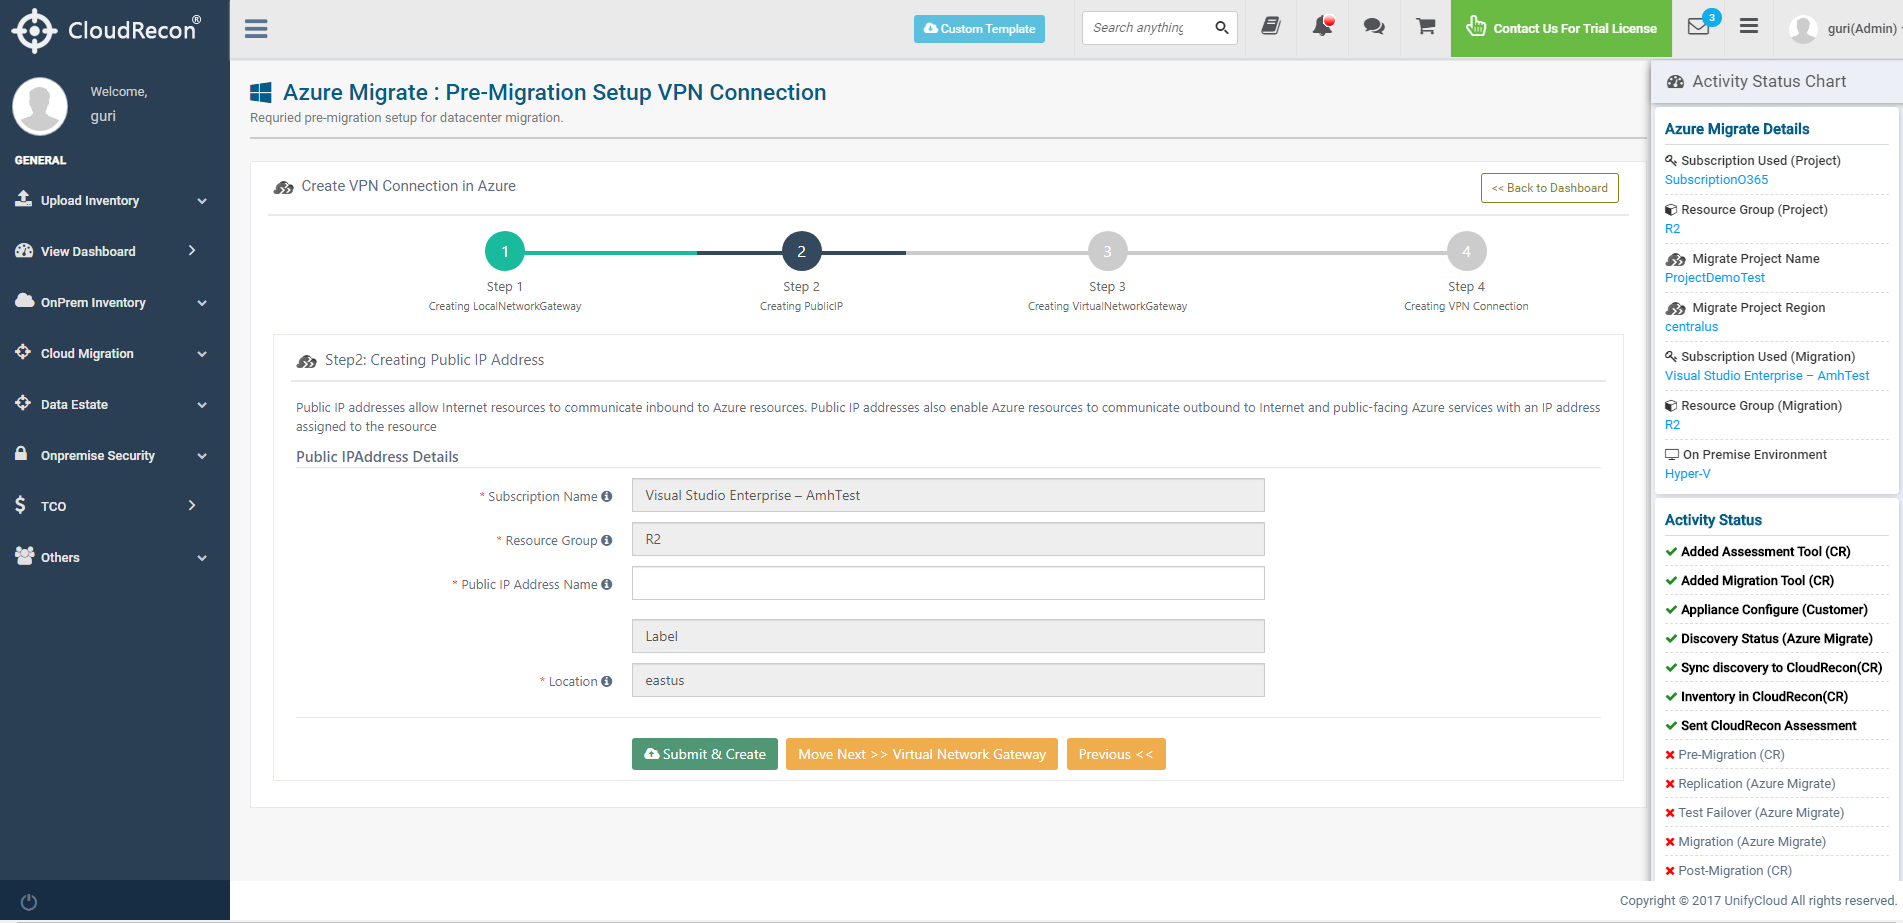 CloudRecon®
Custom Template
Search anything
Contact Us For Trial License
3
guri(Admin)
Welcome,
guri
GENERAL
Upload Inventory
View Dashboard
OnPrem Inventory
Cloud Migration
Data Estate
Onpremise Security
TCO
Others
Azure Migrate : Pre-Migration Setup VPN Connection
Requried pre-migration setup for datacenter migration.
Create VPN Connection in Azure
<< Back to Dashboard
1
2
3
4
Step 1
Step 2
Step 3
Step 4
Creating LocalNetworkGateway
Creating PublicIP
Creating VirtualNetworkGateway
Creating VPN Connection
Step2: Creating Public IP Address
Public IP addresses allow Internet resources to communicate inbound to Azure resources. Public IP addresses also enable Azure resources to communicate outbound to Internet and public-facing Azure services with an IP address
assigned to the resource
Public IPAddress Details
* Subscription Name
Visual Studio Enterprise – AmhTest
* Resource Group
R2
* Public IP Address Name
Label
* Location
eastus
Submit & Create
Move Next >> Virtual Network Gateway
Previous <<
Activity Status Chart
Azure Migrate Details
Subscription Used (Project)
SubscriptionO365
Resource Group (Project)
R2
Migrate Project Name
ProjectDemoTest
Migrate Project Region
centralus
Subscription Used (Migration)
Visual Studio Enterprise – AmhTest
Resource Group (Migration)
R2
On Premise Environment
Hyper-V
Activity Status
Added Assessment Tool (CR)
Added Migration Tool (CR)
Appliance Configure (Customer)
Discovery Status (Azure Migrate)
Sync discovery to CloudRecon(CR)
Inventory in CloudRecon(CR)
Sent CloudRecon Assessment
Pre-Migration (CR)
Replication (Azure Migrate)
Test Failover (Azure Migrate)
Migration (Azure Migrate)
Post-Migration (CR)
Copyright © 2017 UnifyCloud All rights reserved.